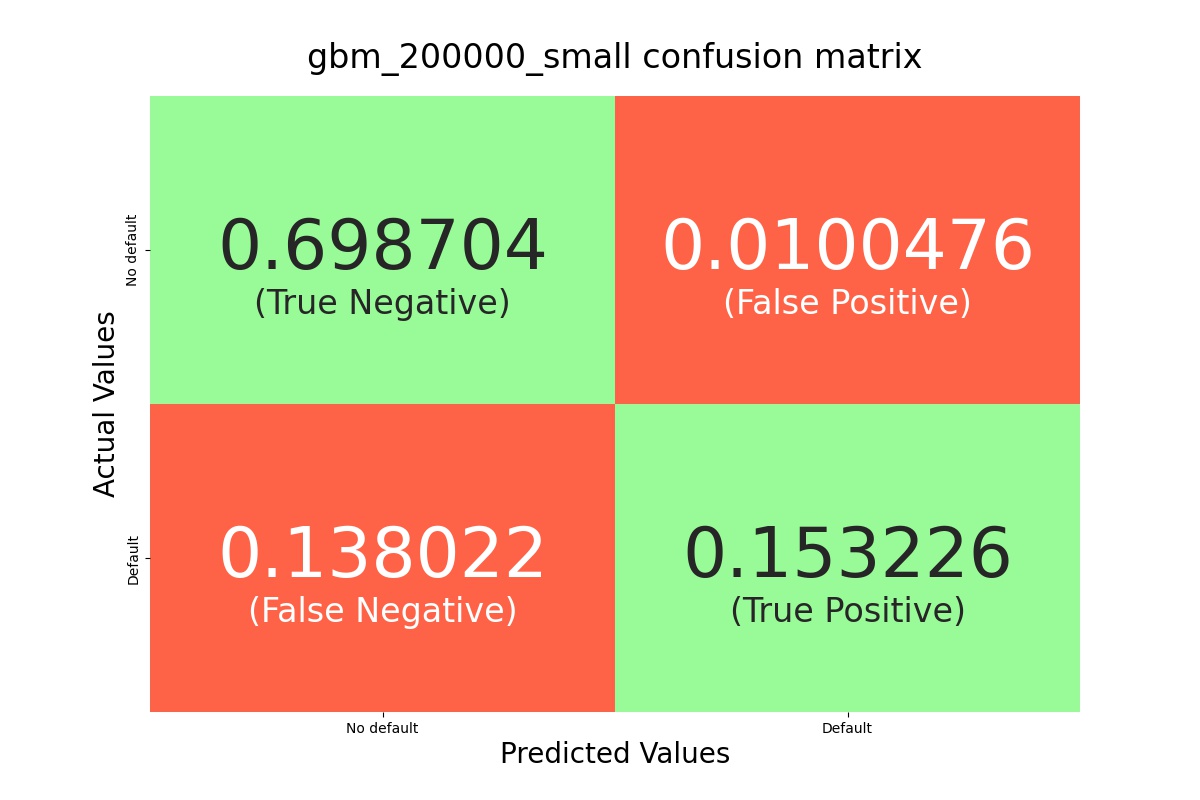 gbm_200000_small confusion matrix
Actual Values
No default
0.698704
(True Negative)
0.0100476
(False Positive)
Default
0.138022
(False Negative)
0.153226
(True Positive)
No default
Default
Predicted Values